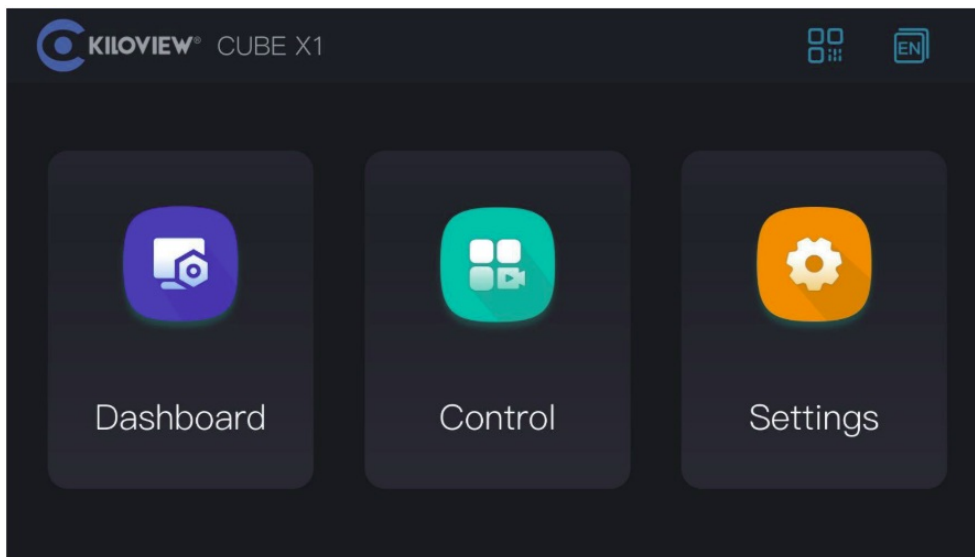 KILOVIEW® CUBE X1
EN
Dashboard
Control
Settings